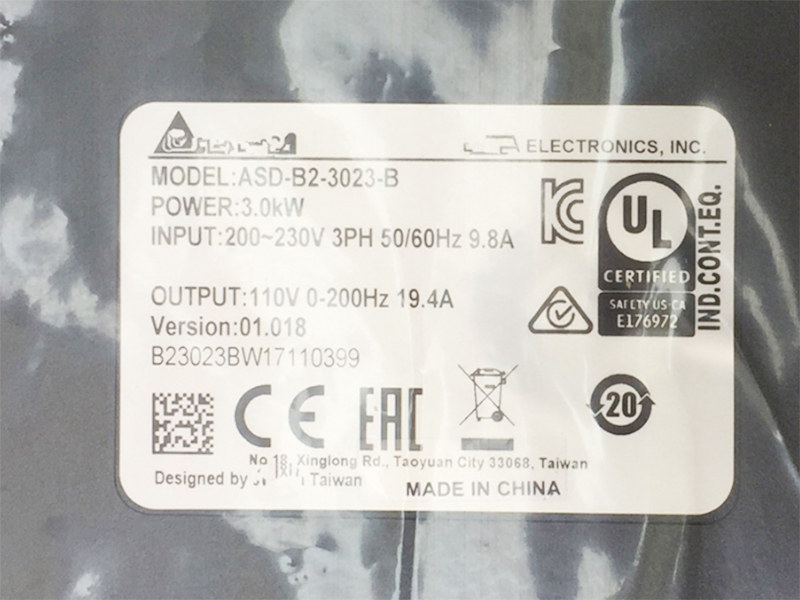 ELECTRONICS, INC.
MODEL:ASD-B2-3023-B
POWER:3.0kW
INPUT:200~230V 3PH 50/60Hz 9.8A
OUTPUT:110V 0-200Hz 19.4A
Version:01.018
B23023BW17110399
UL
CERTIFIED
SAFETY US CA
E176972
IND.CONT.EQ.
CE
EAC
20
No 18, Xinglong Rd., Taoyuan City 33068, Taiwan
Designed by Taiwan
MADE IN CHINA